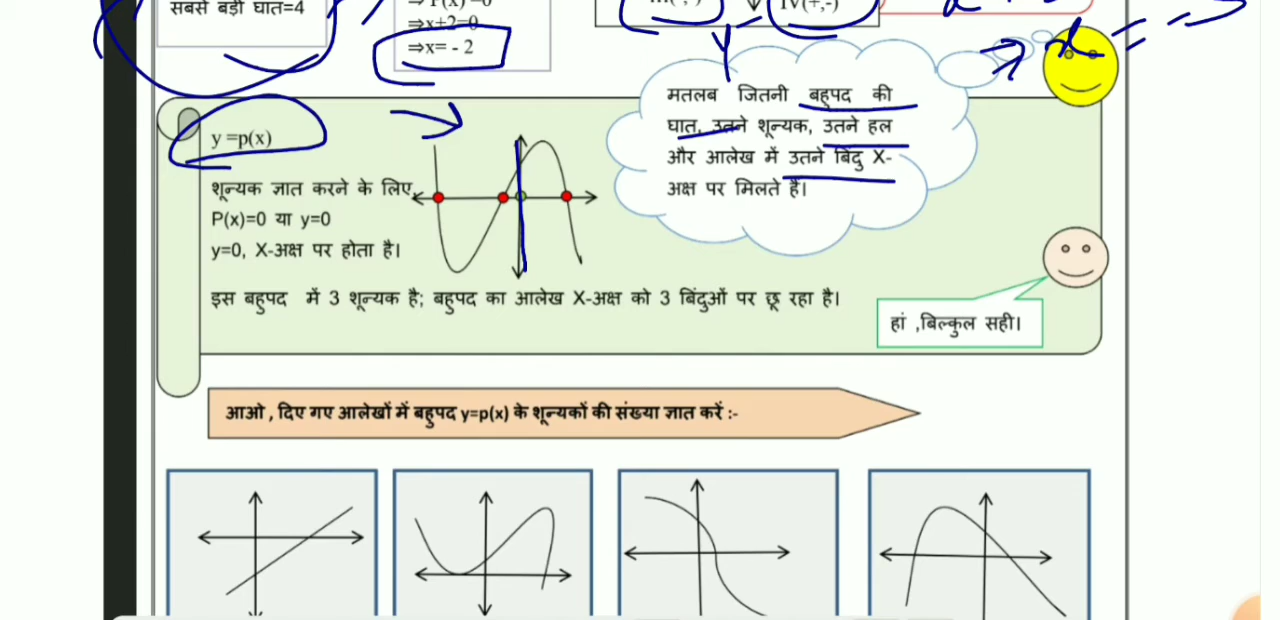 सबसे बड़ी घात=4
⇒x+2=0
⇒x= - 2
IV(+,-)
y =p(x)
शून्यक ज्ञात करने के लिए
P(x)=0 या y=0
y=0, X-अक्ष पर होता है।
मतलब जितनी बहुपद की
घात, उतने शून्यक, उतने हल
और आलेख में उतने बिंदु X-
अक्ष पर मिलते हैं।
इस बहुपद में 3 शून्यक है; बहुपद का आलेख X-अक्ष को 3 बिंदुओं पर छू रहा है।
हां ,बिल्कुल सही।
आओ , दिए गए आलेखों में बहुपद y=p(x) के शून्यकों की संख्या ज्ञात करें :-